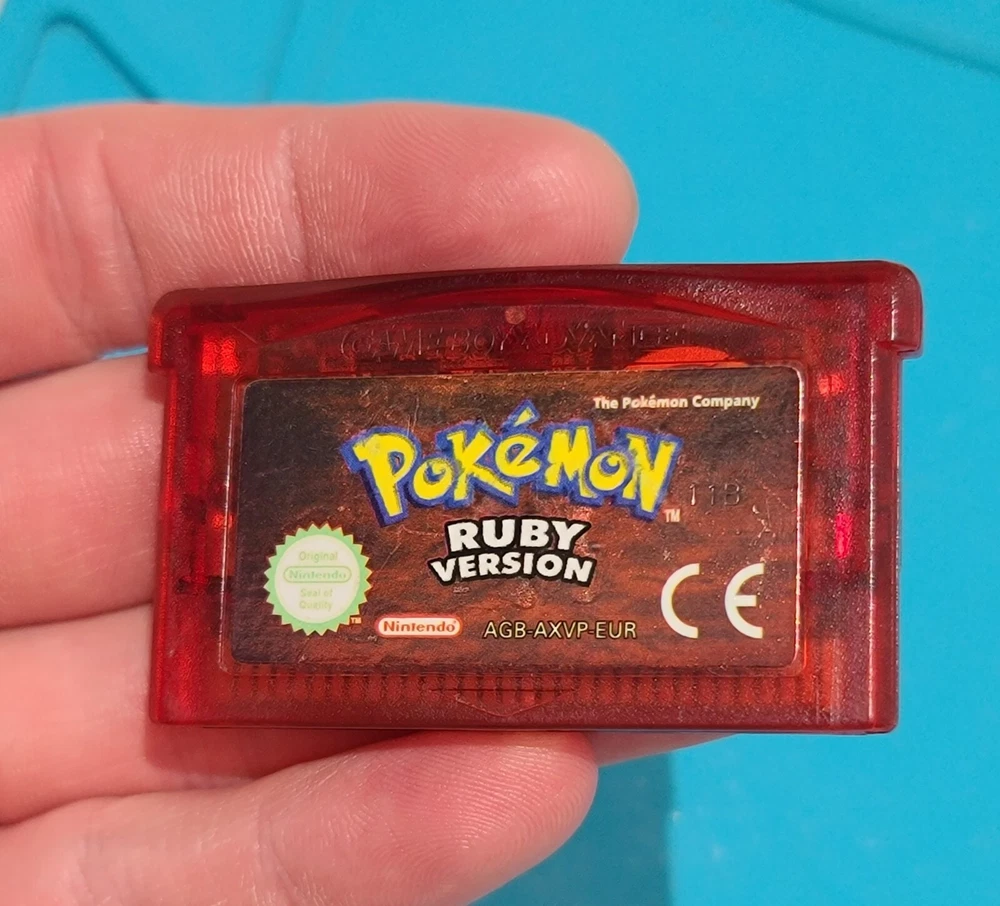 GAME BOY ADVANCE
The Pokémon Company
POKéMON
TM
11B
RUBY
VERSION
Original
Nintendo
Seal of
Quality
TM
Nintendo®
AGB-AXVP-EUR
CE